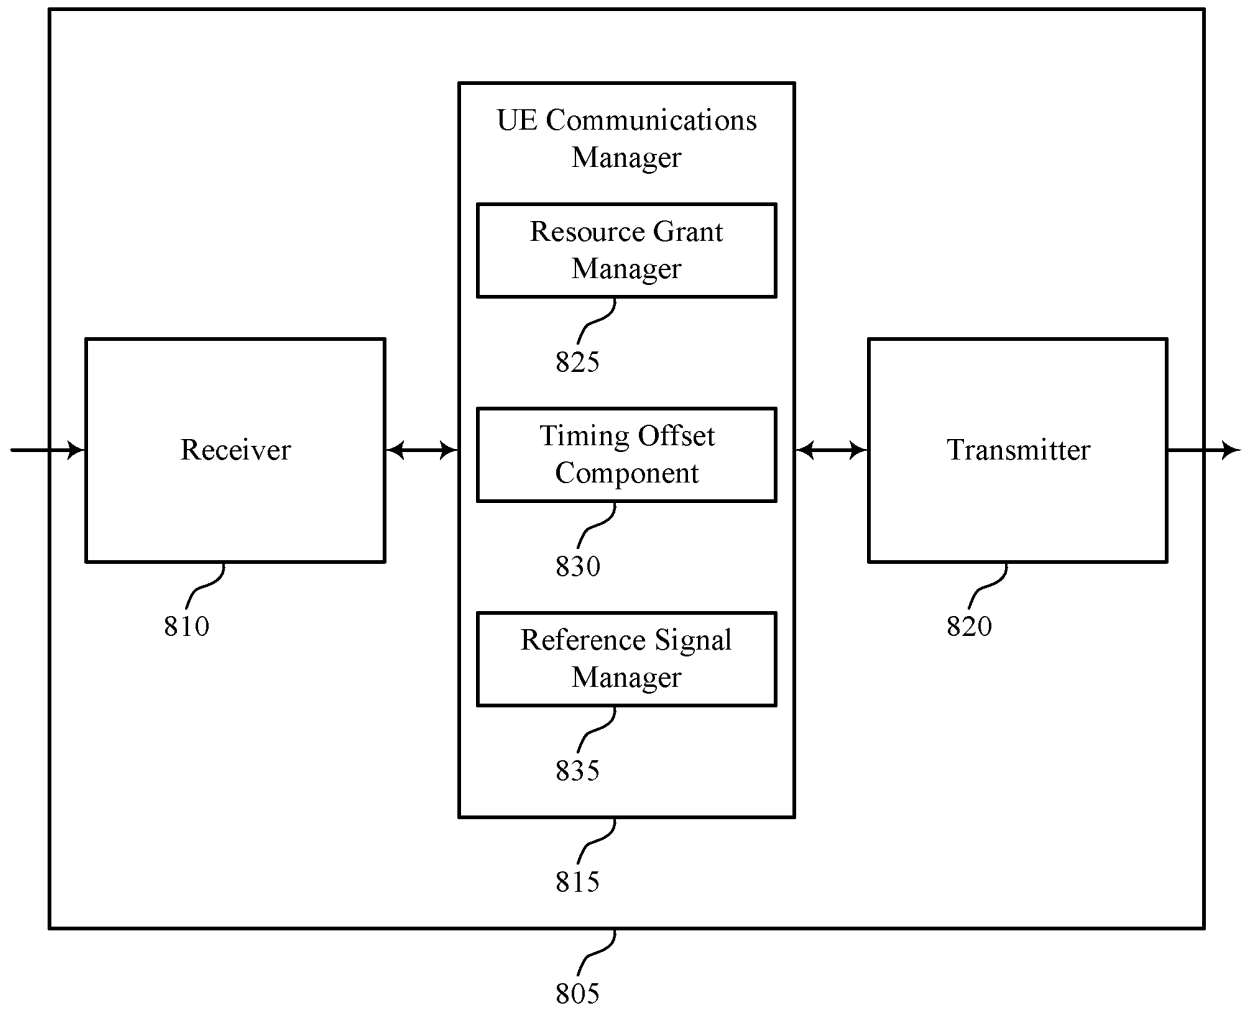 UE Communications
Manager
Resource Grant
Manager
825
Receiver
810
Timing Offset
Component
830
Transmitter
820
Reference Signal
Manager
835
815
805